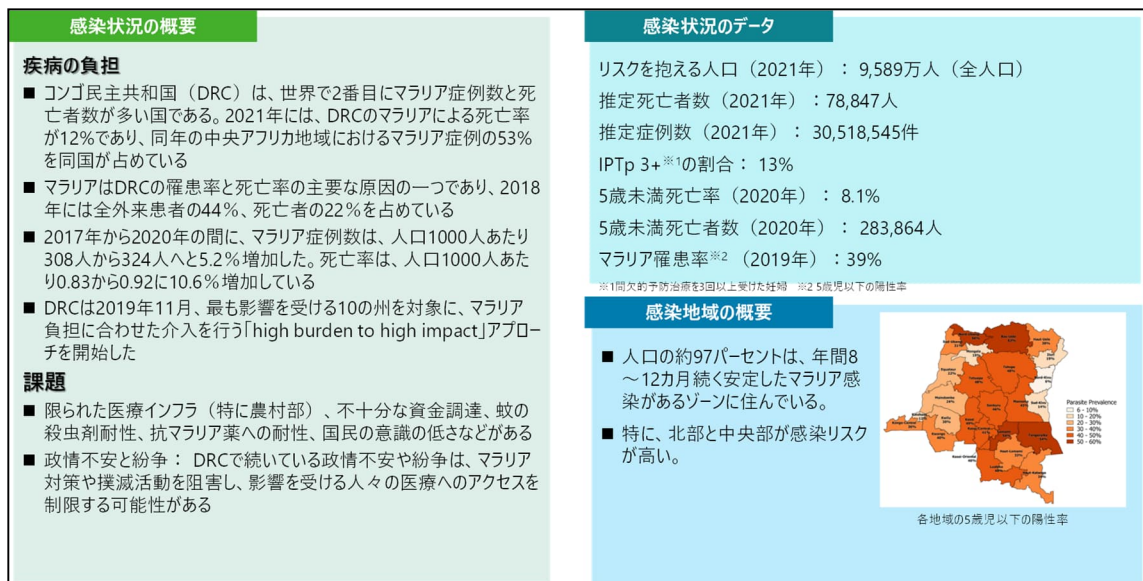 感染状況の概要
疾病の負担
■ コンゴ民主共和国（DRC）は、世界で2番目にマラリア症例数と死
亡者数が多い国である。2021年には、DRCのマラリアによる死亡率
が12%であり、同年の中央アフリカ地域におけるマラリア症例の53%
を同国が占めている
■ マラリアはDRCの罹患率と死亡率の主要な原因の一つであり、2018
年には全外来患者の44％、死亡者の22％を占めている
■ 2017年から2020年の間に、マラリア症例数は、人口1000人あたり
308人から324人へと5.2％増加した。死亡率は、人口1000人あた
り0.83から0.92に10.6％増加している
■ DRCは2019年11月、最も影響を受ける10の州を対象に、マラリア
負担に合わせた介入を行う「high burden to high impact」アプロー
チを開始した
課題
■ 限られた医療インフラ（特に農村部）、不十分な資金調達、蚊の
殺虫剤耐性、抗マラリア薬への耐性、国民の意識の低さなどがある
■ 政情不安と紛争： DRCで続いている政情不安や紛争は、マラリア
対策や撲滅活動を阻害し、影響を受ける人々の医療へのアクセスを
制限する可能性がある
感染状況のデータ
リスクを抱える人口（2021年）： 9,589万人（全人口）
推定死亡者数（2021年）：78,847人
推定症例数（2021年）： 30,518,545件
IPTp 3+※1の割合： 13%
5歳未満死亡率（2020年）： 8.1%
5歳未満死亡者数（2020年）： 283,864人
マラリア罹患率※2（2019年）： 39%
※1間欠的予防治療を3回以上受けた妊婦 ※2 5歳児以下の陽性率
感染地域の概要
■ 人口の約97パーセントは、年間8
～12カ月続く安定したマラリア感
染があるゾーンに住んでいる。
■ 特に、北部と中央部が感染リスク
が高い。
Parasite Prevalence
6 - 10%
10 - 20%
20 - 30%
30 - 40%
40 - 50%
50 - 60%
各地域の5歳児以下の陽性率